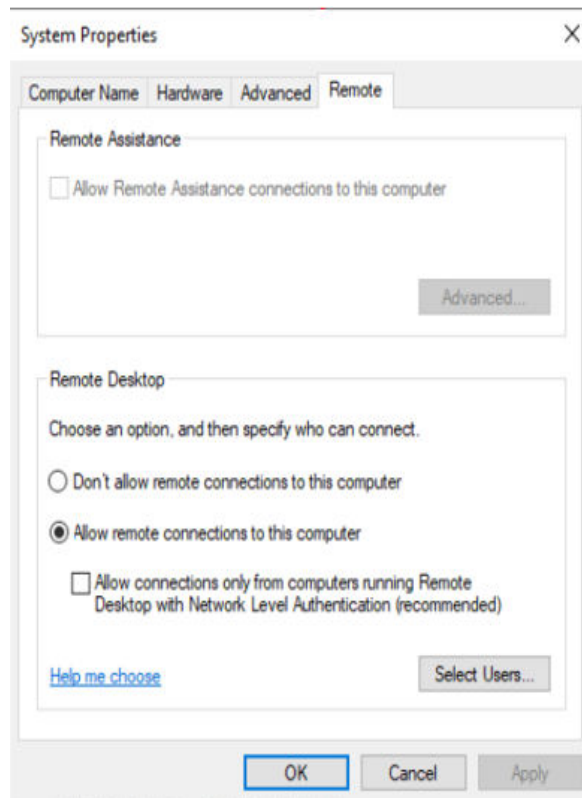 System Properties
Computer Name Hardware Advanced Remote
Remote Assistance
Allow Remote Assistance connections to this computer
Advanced...
Remote Desktop
Choose an option, and then specify who can connect.
Don't allow remote connections to this computer
Allow remote connections to this computer
Allow connections only from computers running Remote
Desktop with Network Level Authentication (recommended)
Help me choose Select Users...
OK Cancel Apply